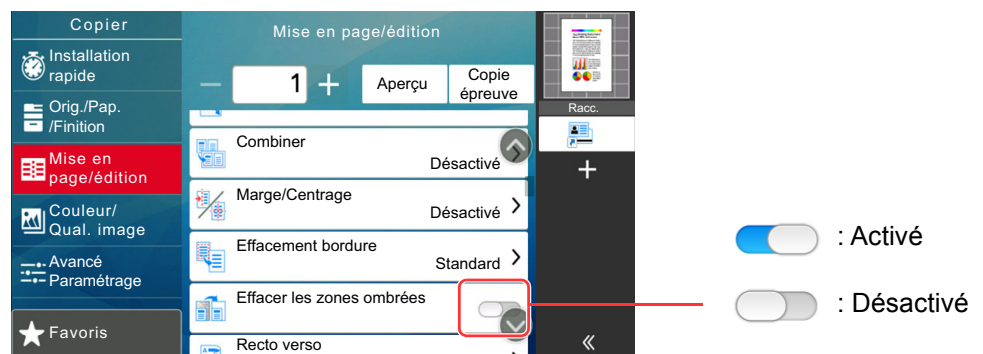 Copier
Mise en page/édition
Installation
rapide
1
Aperçu
Copie
épreuve
Orig./Pap.
/Finition
Racc.
Combiner
Désactivé
Mise en
page/édition
Marge/Centrage
Désactivé
Couleur/
Qual. image
Effacement bordure
Standard
Avancé
Paramétrage
Effacer les zones ombrées
Favoris
Recto verso
: Activé
: Désactivé